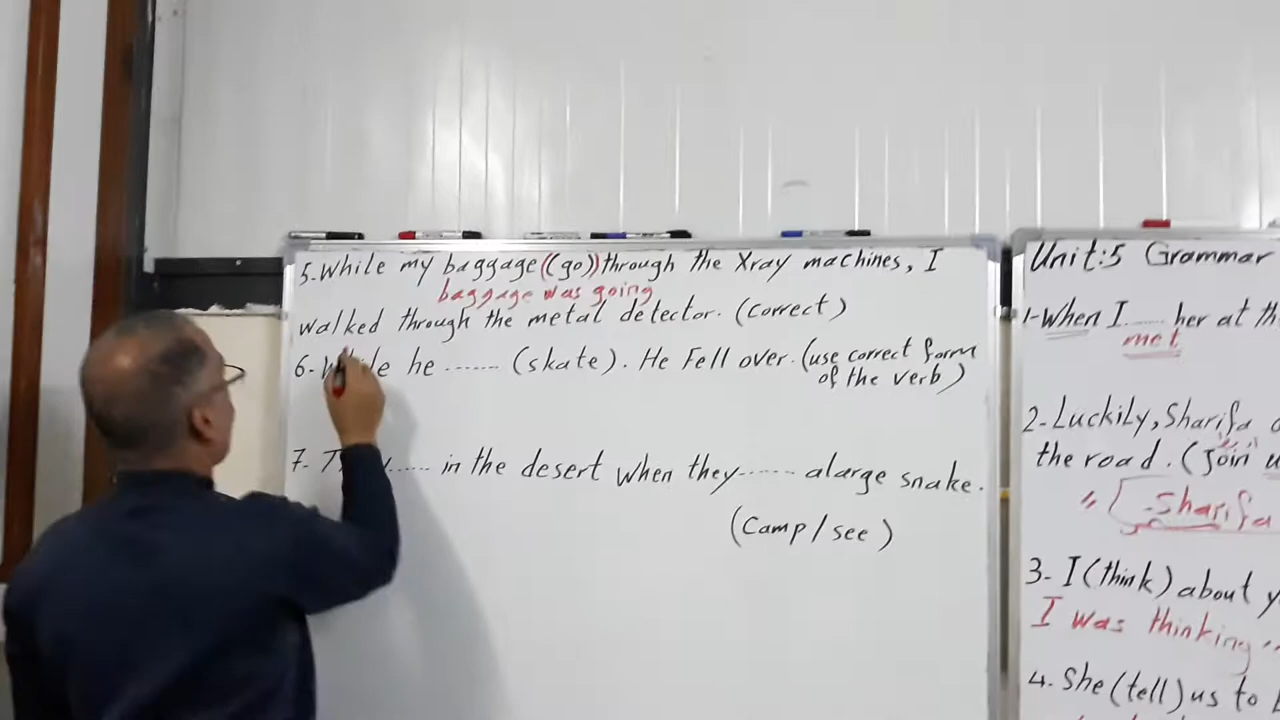 5. While my baggage ((go)) through the Xray machines, I
baggage was going
walked through the metal detector. (correct)
6- While he ....... (skate). He Fell over. (use correct form
of the verb)
7- ...... in the desert when they ...... alarge snake.
(Camp/see)
Unit:5 Grammar
1-When I ...... her at
met
2-Luckily, Sharifa
the road. (Join
-Sharifa
3- I (think) about
I was thinking ..
4. She (tell) us to